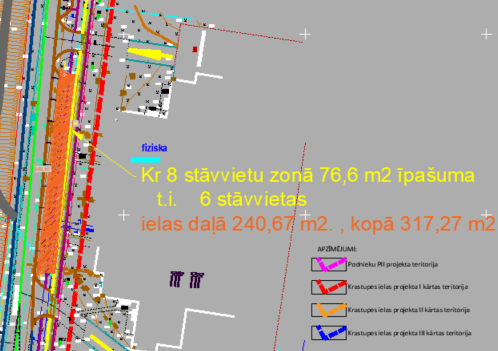 fiziska
Kr 8 stāvvietu zonā 76,6 m2 īpašuma
t.i. 6 stāvvietas
ielas daļā 240,67 m2. , kopā 317,27 m2
APZĪMĒJUMI:
Podnieku PII projekta teritorija
Krastupes ielas projekta I kārtas teritorija
Krastupes ielas projekta II kārtas teritorija
Krastupes ielas projekta III kārtas teritorija